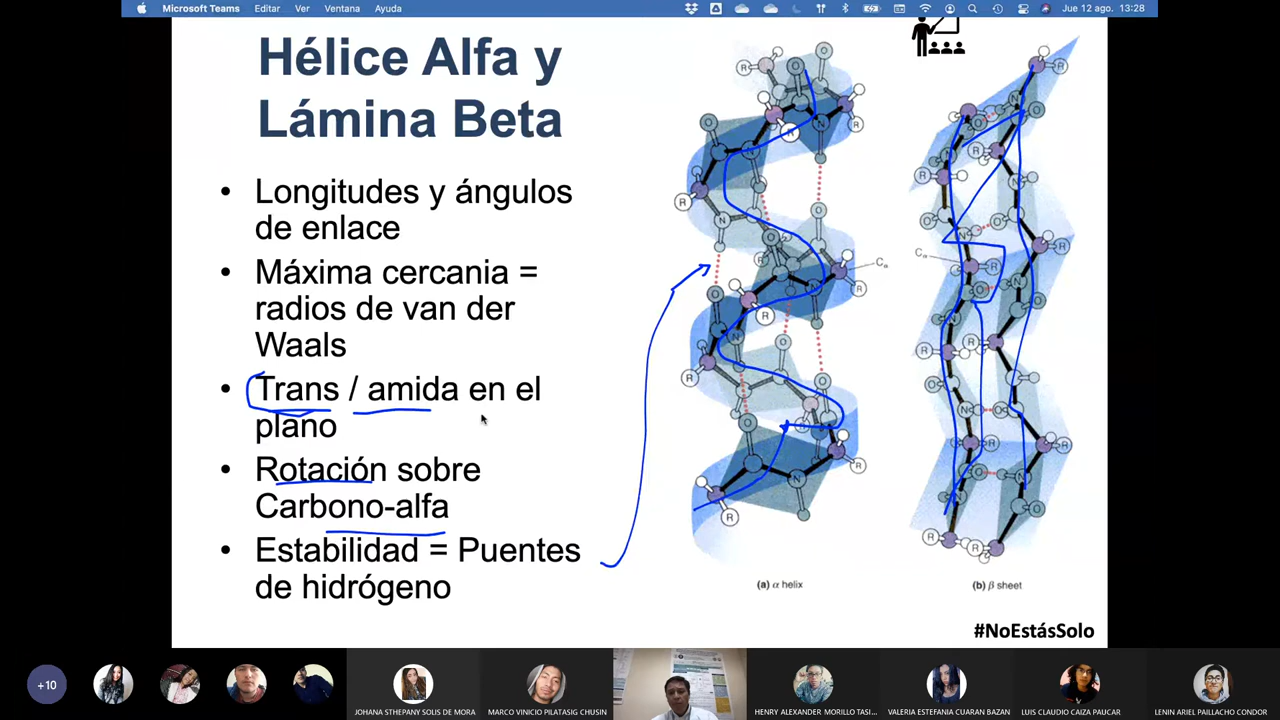 Microsoft Teams Editar Ver Ventana Ayuda Jue 12 ago. 13:28
Hélice Alfa y
Lámina Beta
• Longitudes y ángulos
de enlace
• Máxima cercania =
radios de van der
Waals
• Trans / amida en el
plano
• Rotación sobre
Carbono-alfa
• Estabilidad = Puentes
de hidrógeno
(a) α helix
(b) β sheet
#NoEstásSolo
+10
JOHANA STHEPANY SOLIS DE MORA
MARCO VINICIO PILATASIG CHUSIN
HENRY ALEXANDER MORILLO TASI...
VALERIA ESTEFANIA CUARAN BAZAN
LUIS CLAUDIO CAIZA PAUCAR
LENIN ARIEL PAILLACHO CONDOR